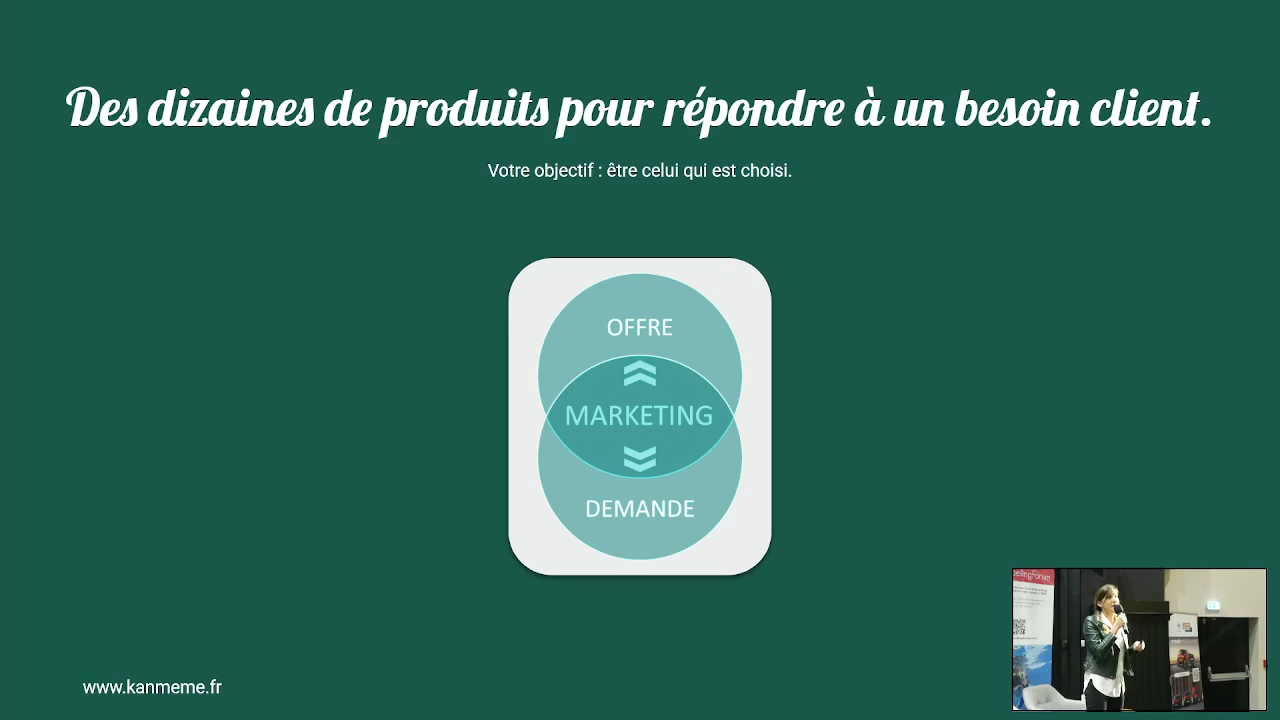 Des dizaines de produits pour répondre à un besoin client.
Votre objectif : être celui qui est choisi.
OFFRE
MARKETING
DEMANDE
www.kanmeme.fr